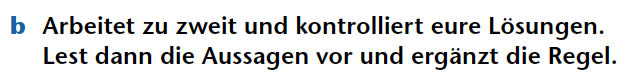 b Arbeitet zu zweit und kontrolliert eure Lösungen.
Lest dann die Aussagen vor und ergänzt die Regel.